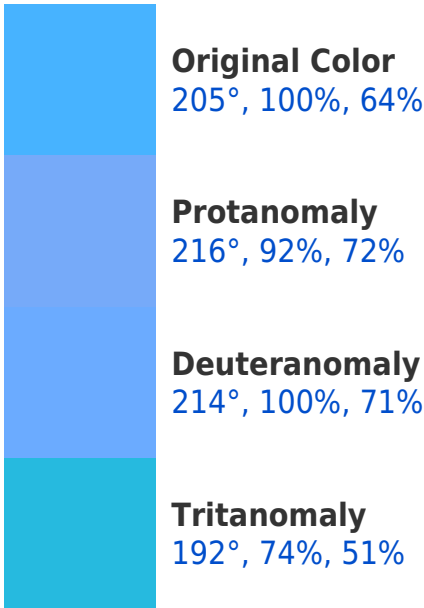 Original Color
205°, 100%, 64%
Protanomaly
216°, 92%, 72%
Deuteranomaly
214°, 100%, 71%
Tritanomaly
192°, 74%, 51%